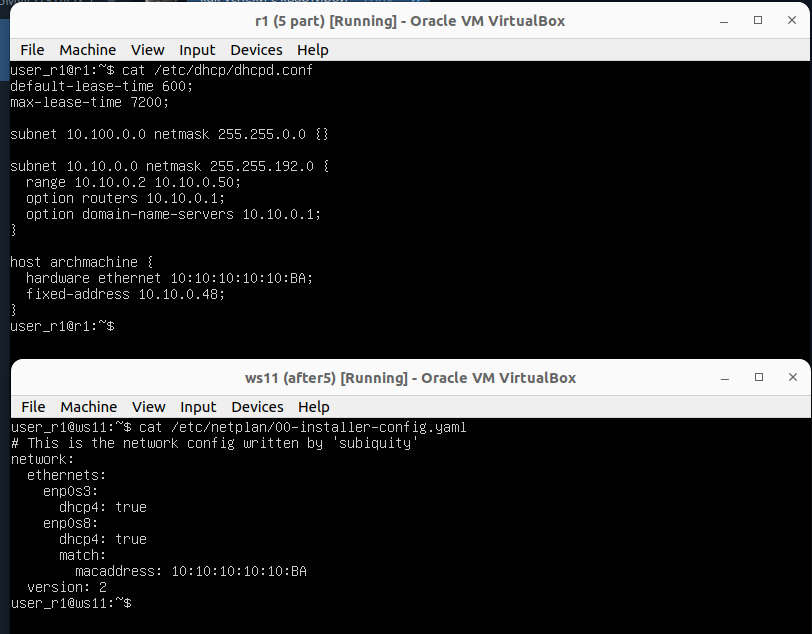 r1 (5 part) [Running] - Oracle VM VirtualBox
File Machine View Input Devices Help
user_r1@r1:~$ cat /etc/dhcp/dhcpd.conf
default-lease-time 600;
max-lease-time 7200;
subnet 10.100.0.0 netmask 255.255.0.0 {}
subnet 10.10.0.0 netmask 255.255.192.0 {
  range 10.10.0.2 10.10.0.50;
  option routers 10.10.0.1;
  option domain-name-servers 10.10.0.1;
}
host archmachine {
  hardware ethernet 10:10:10:10:10:BA;
  fixed-address 10.10.0.48;
}
user_r1@r1:~$
ws11 (after5) [Running] - Oracle VM VirtualBox
File Machine View Input Devices Help
user_r1@ws11:~$ cat /etc/netplan/00-installer-config.yaml
# This is the network config written by 'subiquity'
network:
  ethernets:
    enp0s3:
      dhcp4: true
    enp0s8:
      dhcp4: true
      match:
        macaddress: 10:10:10:10:10:BA
  version: 2
user_r1@ws11:~$